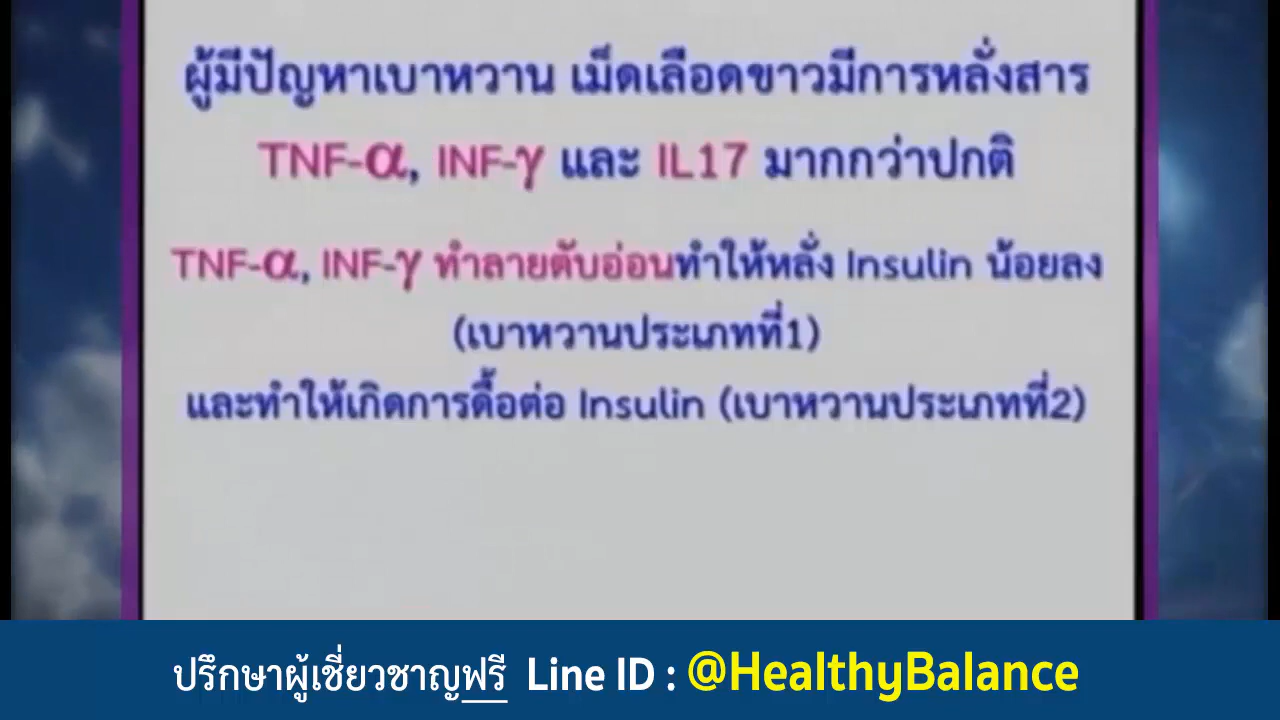 ผู้มีปัญหาเบาหวาน เม็ดเลือดขาวมีการหลั่งสาร
TNF-α, INF-γ และ IL17 มากกว่าปกติ
TNF-α, INF-γ ทำลายตับอ่อนทำให้หลั่ง Insulin น้อยลง
(เบาหวานประเภทที่1)
และทำให้เกิดการดื้อต่อ Insulin (เบาหวานประเภทที่2)
ปรึกษาผู้เชี่ยวชาญฟรี Line ID : @HealthyBalance